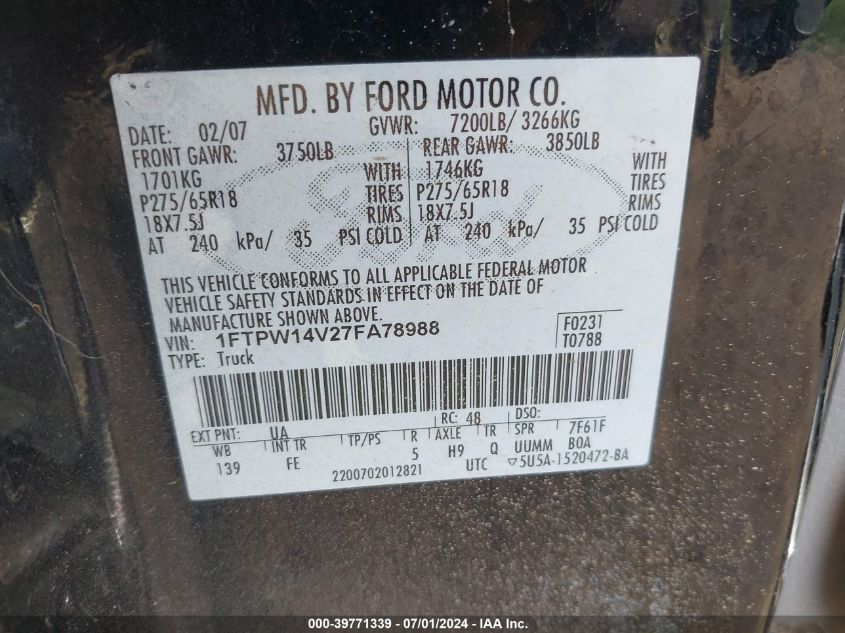 MFD. BY FORD MOTOR CO.
DATE: 02/07 GVWR: 7200LB/ 3266KG
FRONT GAWR: 3750LB REAR GAWR: 3850LB
1701KG WITH 1746KG WITH
P275/65R18 TIRES P275/65R18 TIRES
18X7.5J RIMS 18X7.5J RIMS
AT 240 kPa/ 35 PSI COLD AT 240 kPa/ 35 PSI COLD
THIS VEHICLE CONFORMS TO ALL APPLICABLE FEDERAL MOTOR
VEHICLE SAFETY STANDARDS IN EFFECT ON THE DATE OF
MANUFACTURE SHOWN ABOVE.
VIN: 1FTPW14V27FA78988 F0231
TYPE: Truck T0788
EXT PNT: UA RC: 48 DSO:
WB INT TR TP/PS R AXLE TR SPR 7F61F
139 FE 5 H9 Q UUMM B0A
2200702012821 UTC ▽5U5A-1520472-BA
000-39771339 / 07/01/2024 - IAA Inc.